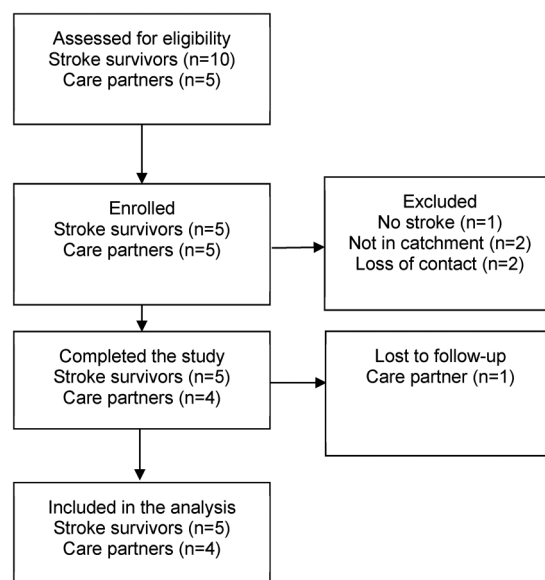 Assessed for eligibility
Stroke survivors (n=10)
Care partners (n=5)
Enrolled
Stroke survivors (n=5)
Care partners (n=5)
Excluded
No stroke (n=1)
Not in catchment (n=2)
Loss of contact (n=2)
Completed the study
Stroke survivors (n=5)
Care partners (n=4)
Lost to follow-up
Care partner (n=1)
Included in the analysis
Stroke survivors (n=5)
Care partners (n=4)